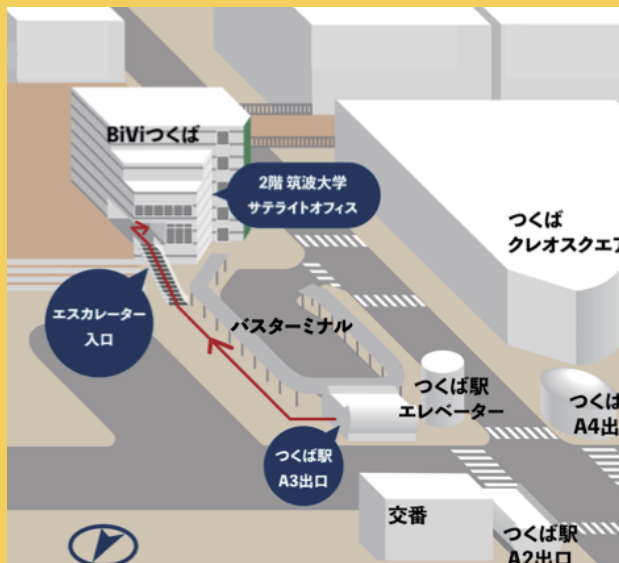 BiViつくば
2階 筑波大学
サテライトオフィス
つくば
クレオスクエア
エスカレーター
入口
バスターミナル
つくば駅
エレベーター
つくば
A4出
つくば駅
A3出口
交番
つくば駅
A2出口